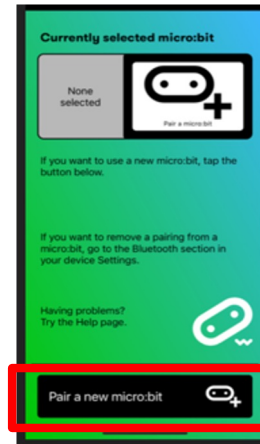 Currently selected micro:bit
None
selected
Pair a micro:bit
If you want to use a new micro:bit, tap the
button below.
If you want to remove a pairing from a
micro:bit, go to the Bluetooth section in
your device Settings.
Having problems?
Try the Help page.
Pair a new micro:bit